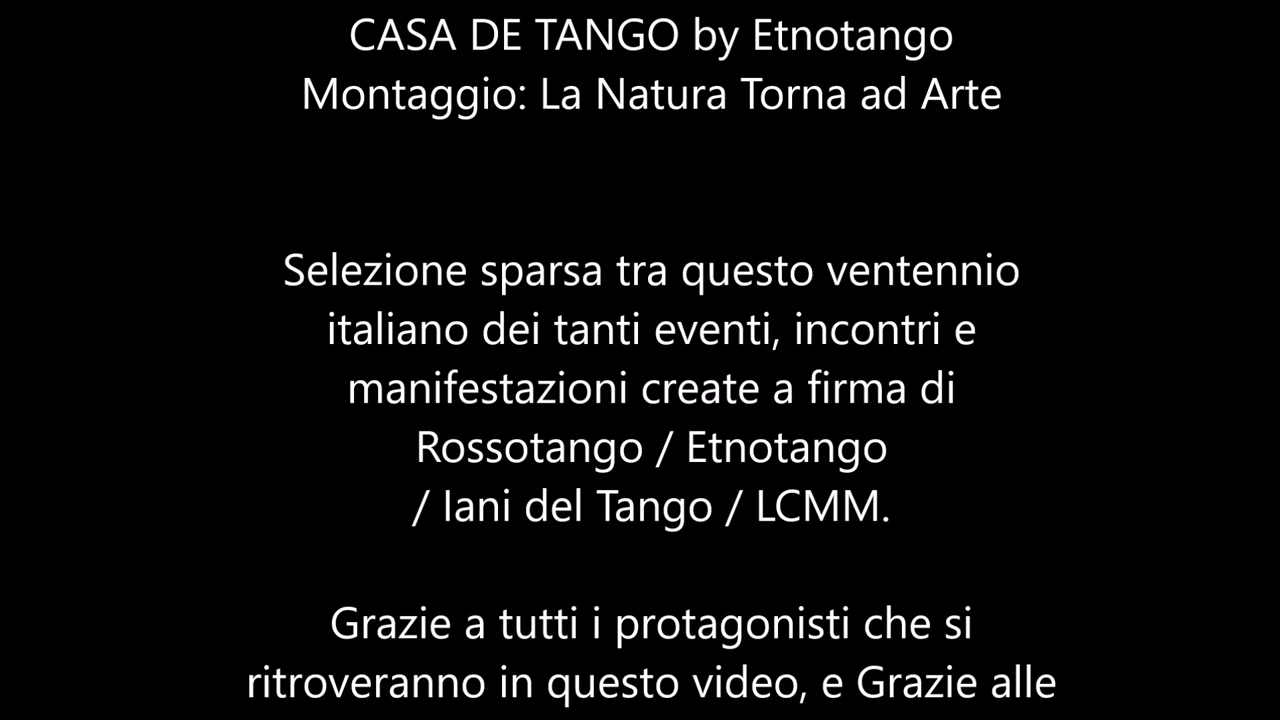 CASA DE TANGO by Etnotango
Montaggio: La Natura Torna ad Arte
Selezione sparsa tra questo ventennio
italiano dei tanti eventi, incontri e
manifestazioni create a firma di
Rossotango / Etnotango
/ Iani del Tango / LCMM.
Grazie a tutti i protagonisti che si
ritroveranno in questo video, e Grazie alle